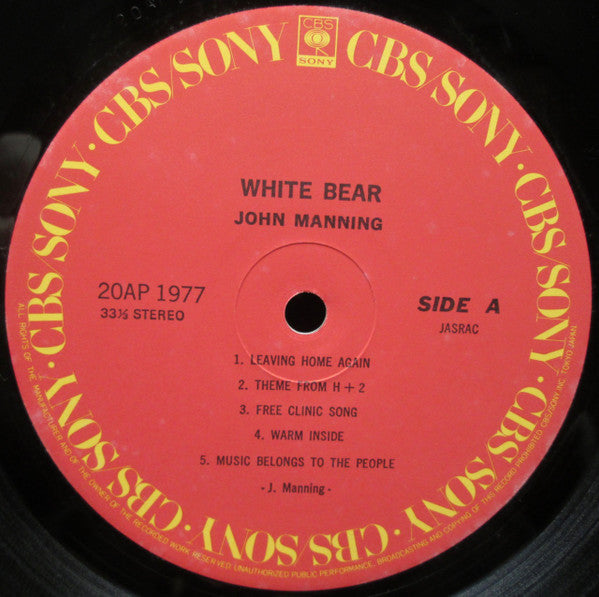 CBS/SONY · CBS/SONY · CBS/SONY · CBS/SONY · CBS/SONY · CBS/SONY · CBS/SONY · CBS/SONY
CBS
SONY
WHITE BEAR
JOHN MANNING
20AP 1977
33⅓ STEREO
SIDE A
JASRAC
1. LEAVING HOME AGAIN
2. THEME FROM H+2
3. FREE CLINIC SONG
4. WARM INSIDE
5. MUSIC BELONGS TO THE PEOPLE
-J. Manning-
ALL RIGHTS OF THE MANUFACTURER AND OF THE OWNER OF THE RECORDED WORK RESERVED. UNAUTHORIZED PUBLIC PERFORMANCE, BROADCASTING AND COPYING OF THIS RECORD PROHIBITED. CBS/SONY INC. TOKYO JAPAN.